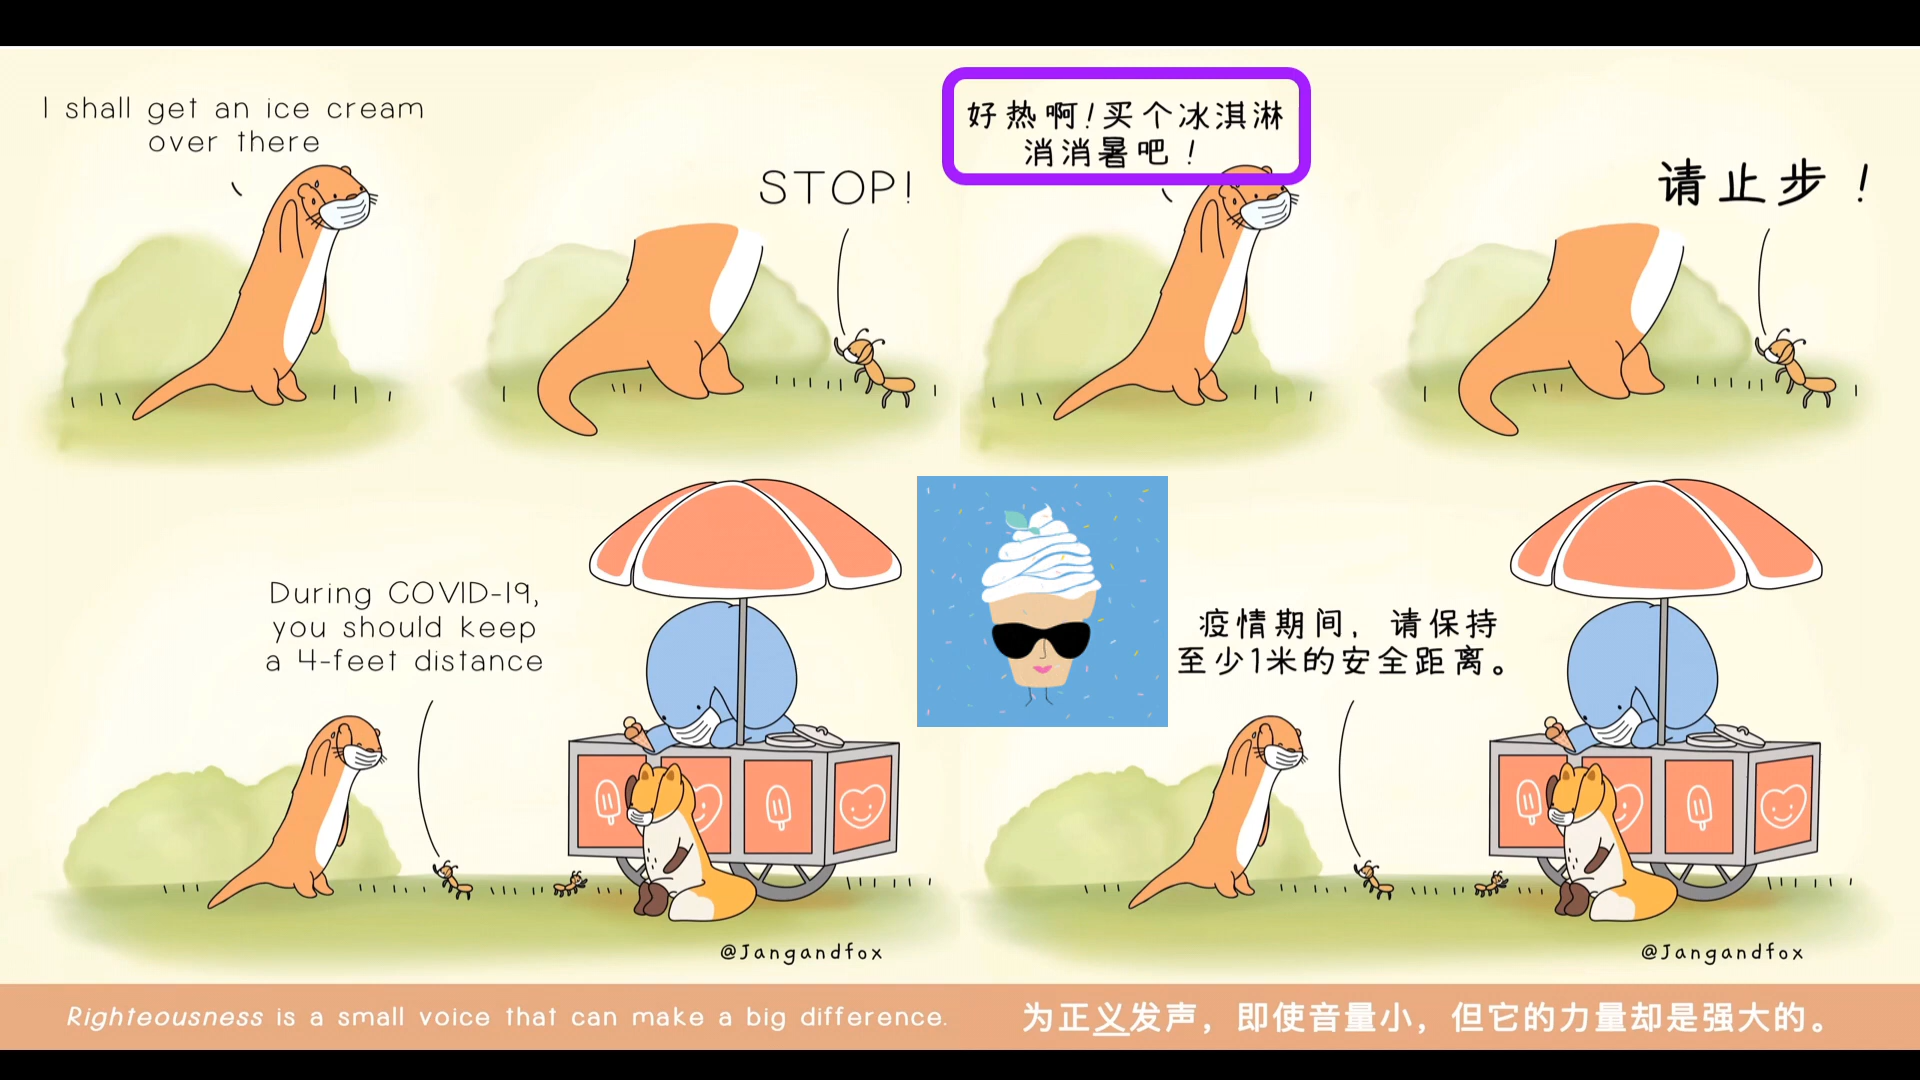 I shall get an ice cream
over there
STOP!
During COVID-19,
you should keep
a 4-feet distance
@Jangandfox
Righteousness is a small voice that can make a big difference.
好热啊!买个冰淇淋
消消暑吧!
请止步!
疫情期间,请保持
至少1米的安全距离。
@Jangandfox
为正义发声,即使音量小,但它的力量却是强大的。